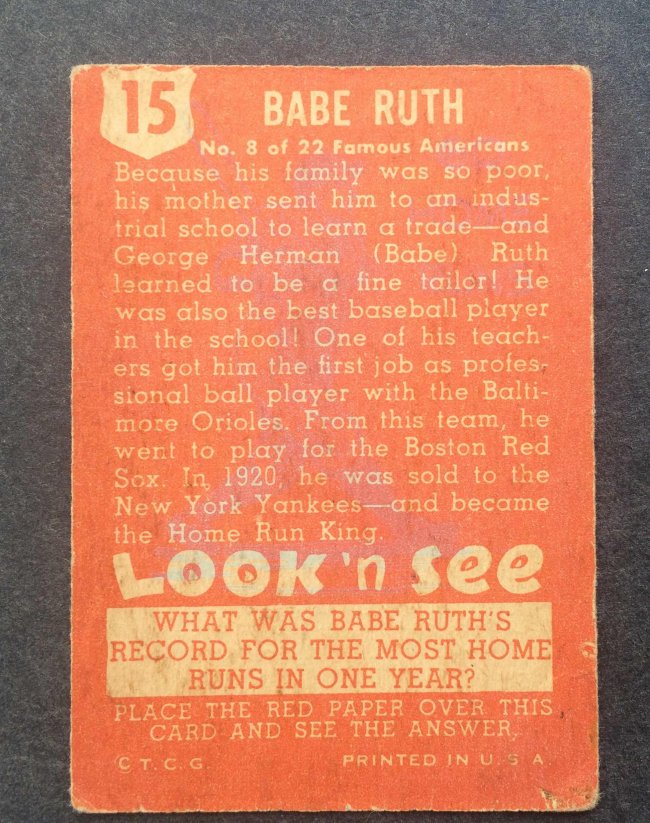 15
BABE RUTH
No. 8 of 22 Famous Americans
Because his family was so poor,
his mother sent him to an indus-
trial school to learn a trade—and
George Herman (Babe) Ruth
learned to be a fine tailor! He
was also the best baseball player
in the school! One of his teach-
ers got him the first job as profes-
sional ball player with the Balti-
more Orioles. From this team, he
went to play for the Boston Red
Sox. In, 1920, he was sold to the
New York Yankees—and became
the Home Run King.
LOOK 'n See
WHAT WAS BABE RUTH'S
RECORD FOR THE MOST HOME
RUNS IN ONE YEAR?
PLACE THE RED PAPER OVER THIS
CARD AND SEE THE ANSWER.
© T. C. G. PRINTED IN U. S. A.